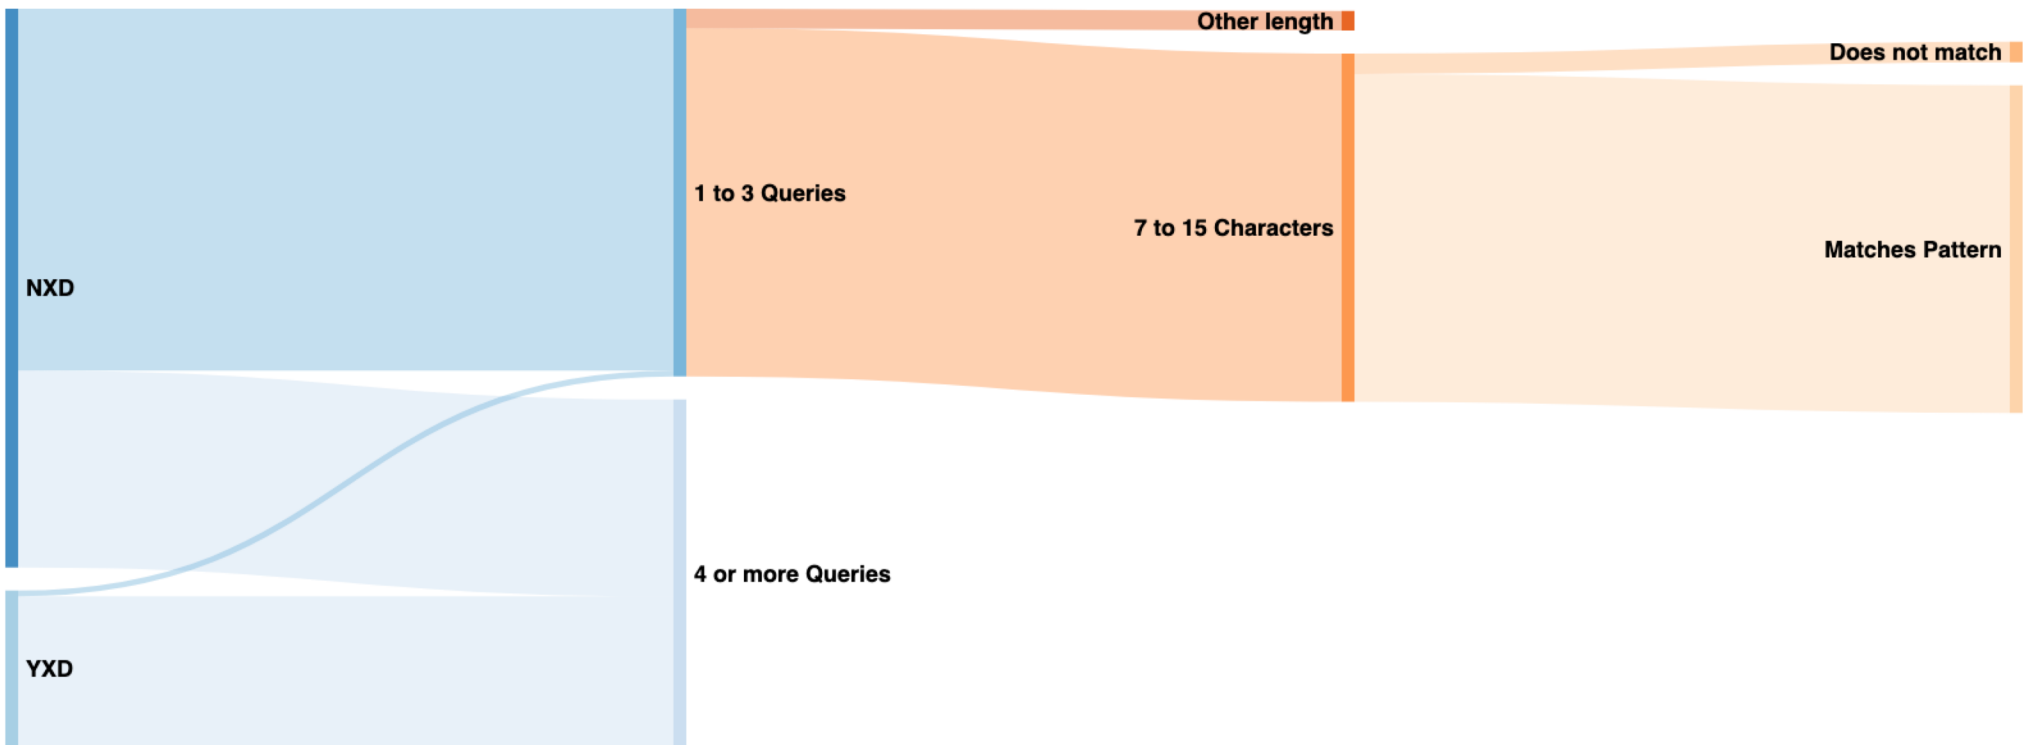 NXD
YXD
1 to 3 Queries
4 or more Queries
Other length
7 to 15 Characters
Does not match
Matches Pattern